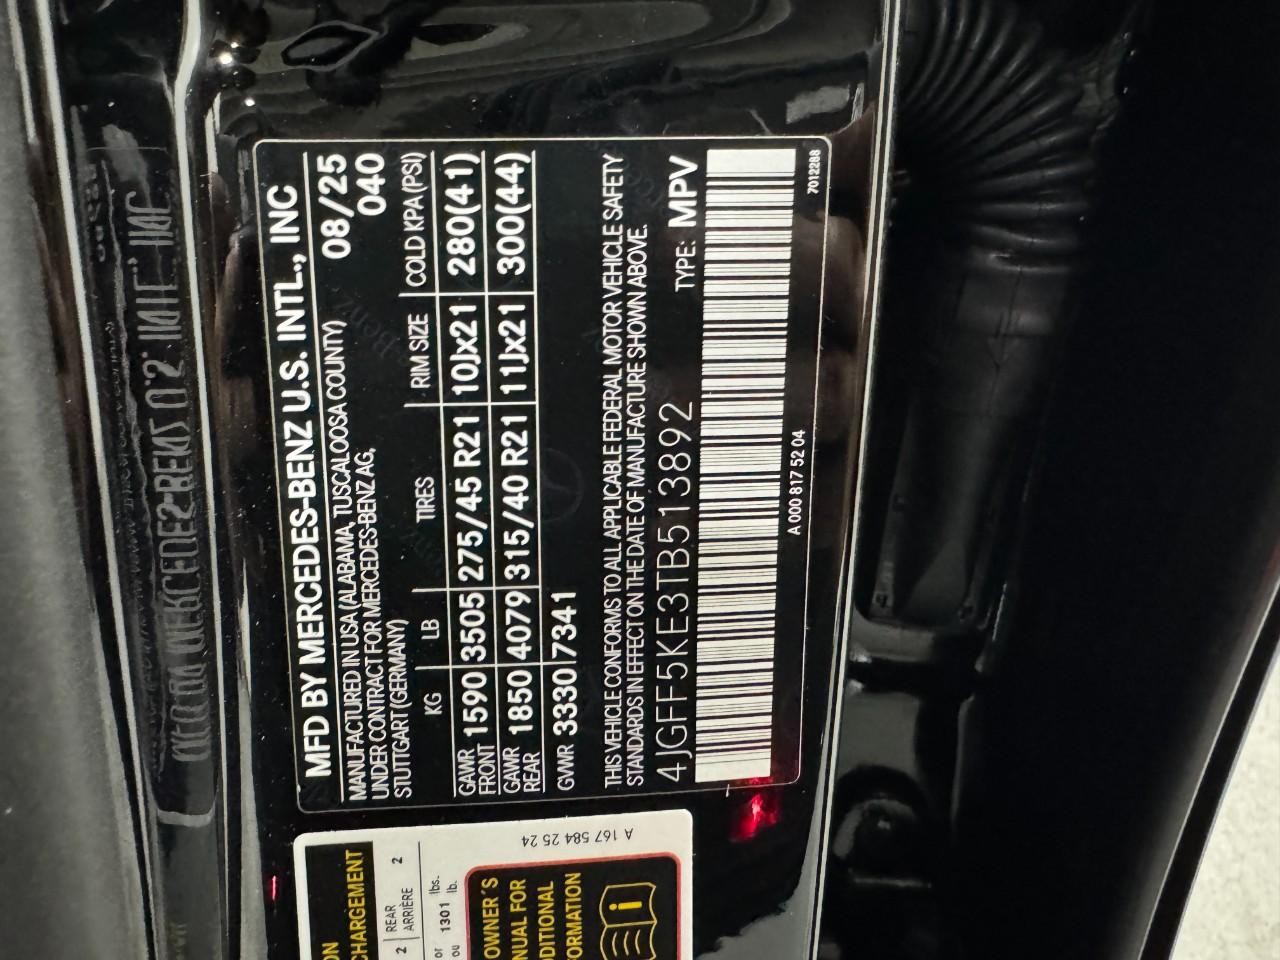 MFD BY MERCEDES-BENZ U.S. INTL., INC
MANUFACTURED IN USA (ALABAMA, TUSCALOOSA COUNTY) 08/25
UNDER CONTRACT FOR MERCEDES-BENZ AG, 040
STUTTGART (GERMANY)
KG LB TIRES RIM SIZE COLD KPA (PSI)
GAWR FRONT 1590 3505 275/45 R21 10Jx21 280(41)
GAWR REAR 1850 4079 315/40 R21 11Jx21 300(44)
GVWR 3330 7341
THIS VEHICLE CONFORMS TO ALL APPLICABLE FEDERAL MOTOR VEHICLE SAFETY
STANDARDS IN EFFECT ON THE DATE OF MANUFACTURE SHOWN ABOVE.
4JGFF5KE3TB513892 TYPE: MPV
A 000 817 52 04 7012288
A 167 584 25 24
ON
CHARGEMENT
2 REAR ARRIÈRE 2
or ou 1301 lbs. lb.
OWNER'S
NUAL FOR
DDITIONAL
FORMATION